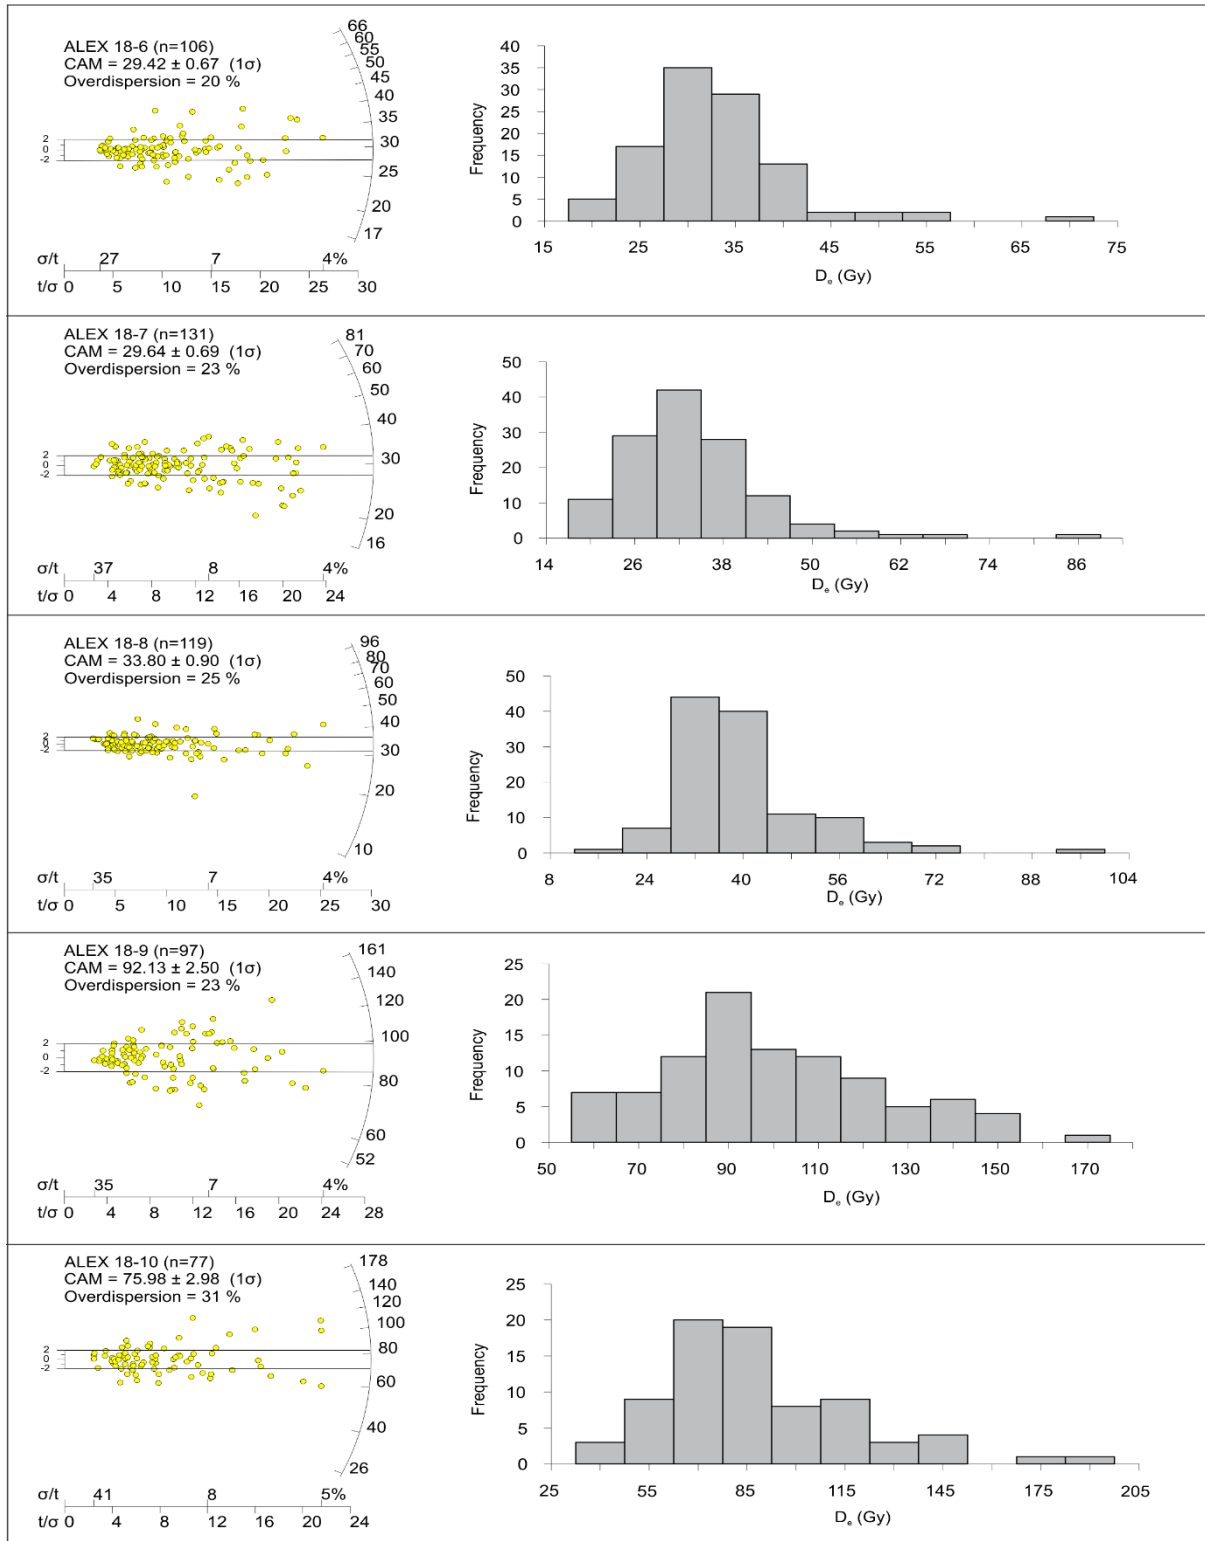 ALEX 18-6 (n=106)
CAM = 29.42 ± 0.67 (1σ)
Overdispersion = 20 %
66
60
55
50
45
40
35
30
25
20
17
2
0
-2
σ/t 27 7 4%
t/σ 0 5 10 15 20 25 30
Frequency
40
35
30
25
20
15
10
5
0
15 25 35 45 55 65 75
Dₑ (Gy)
ALEX 18-7 (n=131)
CAM = 29.64 ± 0.69 (1σ)
Overdispersion = 23 %
81
70
60
50
40
30
20
16
2
0
-2
σ/t 37 8 4%
t/σ 0 4 8 12 16 20 24
Frequency
50
40
30
20
10
0
14 26 38 50 62 74 86
Dₑ (Gy)
ALEX 18-8 (n=119)
CAM = 33.80 ± 0.90 (1σ)
Overdispersion = 25 %
96
80
70
60
50
40
30
20
10
2
0
-2
σ/t 35 7 4%
t/σ 0 5 10 15 20 25 30
Frequency
50
40
30
20
10
0
8 24 40 56 72 88 104
Dₑ (Gy)
ALEX 18-9 (n=97)
CAM = 92.13 ± 2.50 (1σ)
Overdispersion = 23 %
161
140
120
100
80
60
52
2
0
-2
σ/t 35 7 4%
t/σ 0 4 8 12 16 20 24 28
Frequency
25
20
15
10
5
0
50 70 90 110 130 150 170
Dₑ (Gy)
ALEX 18-10 (n=77)
CAM = 75.98 ± 2.98 (1σ)
Overdispersion = 31 %
178
140
120
100
80
60
40
26
2
0
-2
σ/t 41 8 5%
t/σ 0 4 8 12 16 20 24
Frequency
25
20
15
10
5
0
25 55 85 115 145 175 205
Dₑ (Gy)